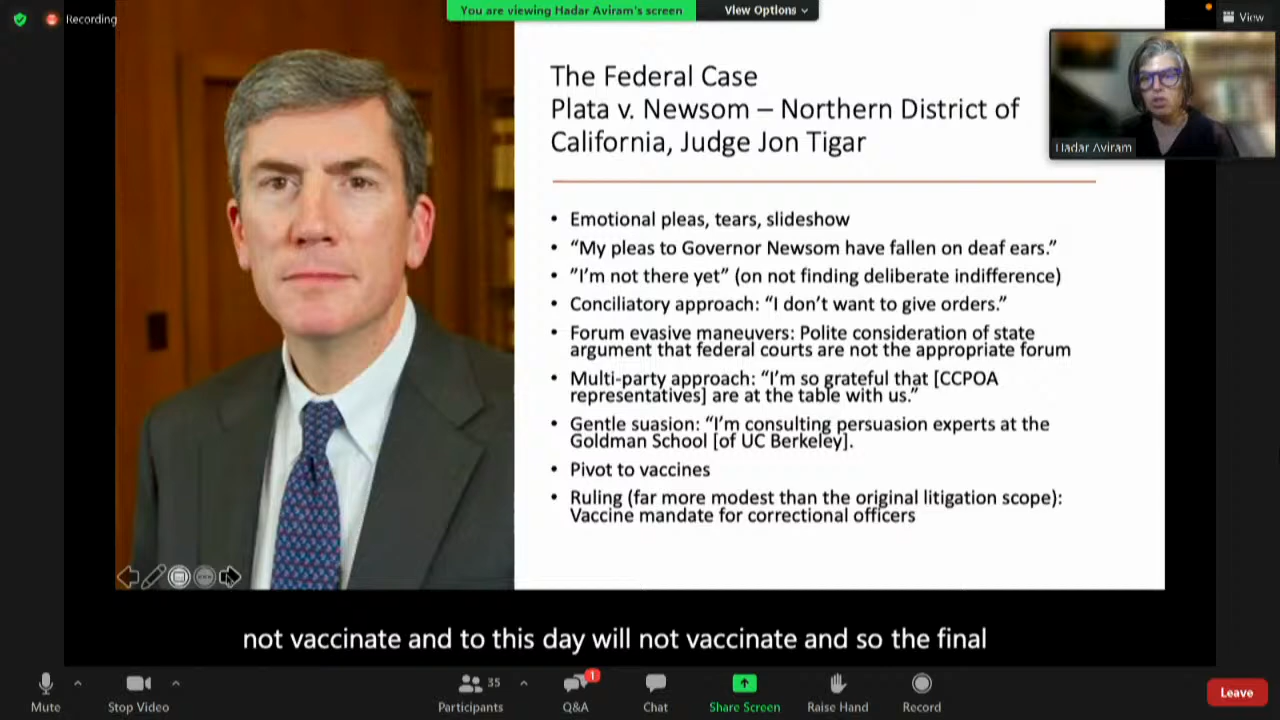 Recording
You are viewing Hadar Aviram's screen
View Options
View
Hadar Aviram
The Federal Case
Plata v. Newsom – Northern District of
California, Judge Jon Tigar
• Emotional pleas, tears, slideshow
• “My pleas to Governor Newsom have fallen on deaf ears.”
• ”I’m not there yet” (on not finding deliberate indifference)
• Conciliatory approach: “I don’t want to give orders.”
• Forum evasive maneuvers: Polite consideration of state
argument that federal courts are not the appropriate forum
• Multi-party approach: “I’m so grateful that [CCPOA
representatives] are at the table with us.”
• Gentle suasion: “I’m consulting persuasion experts at the
Goldman School [of UC Berkeley].
• Pivot to vaccines
• Ruling (far more modest than the original litigation scope):
Vaccine mandate for correctional officers
not vaccinate and to this day will not vaccinate and so the final
Mute
Stop Video
35
Participants
1
Q&A
Chat
Share Screen
Raise Hand
Record
Leave